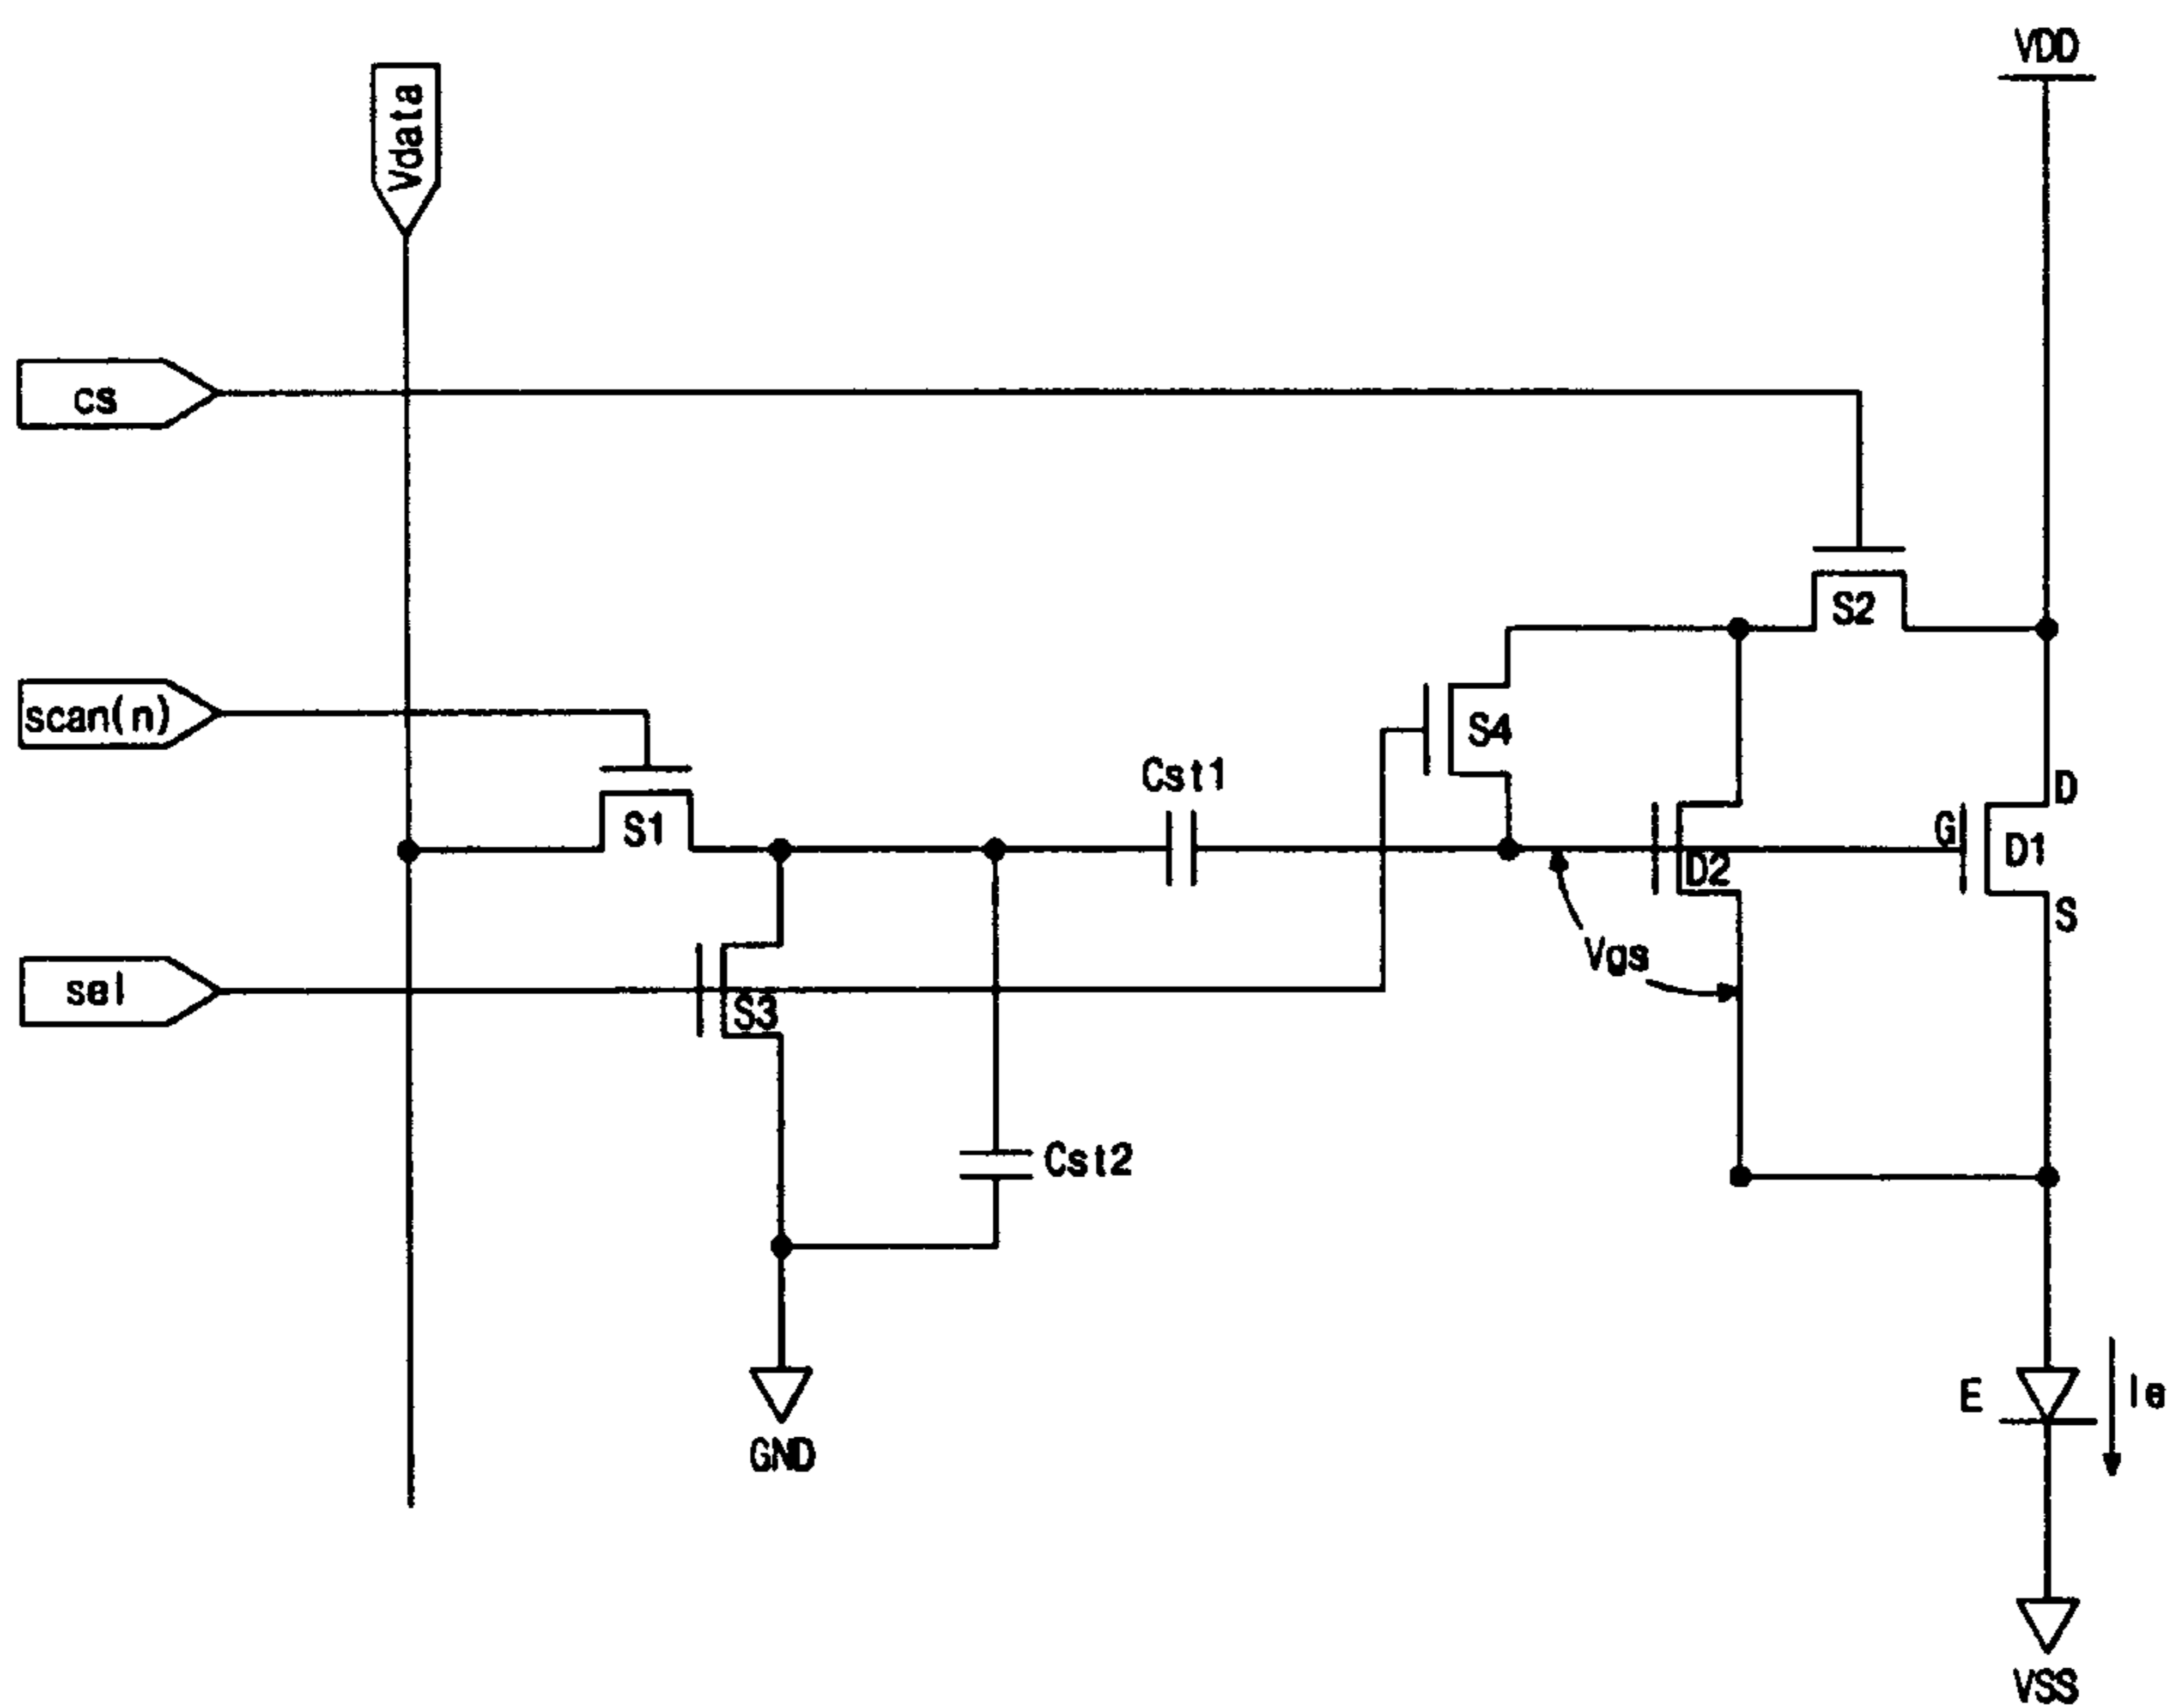 VDD
Vdata
cs
S2
scan(n)
S4
Cst1
D
S1
G
D1
D2
S
Vgs
sel
S3
Cst2
E
Ie
GND
VSS